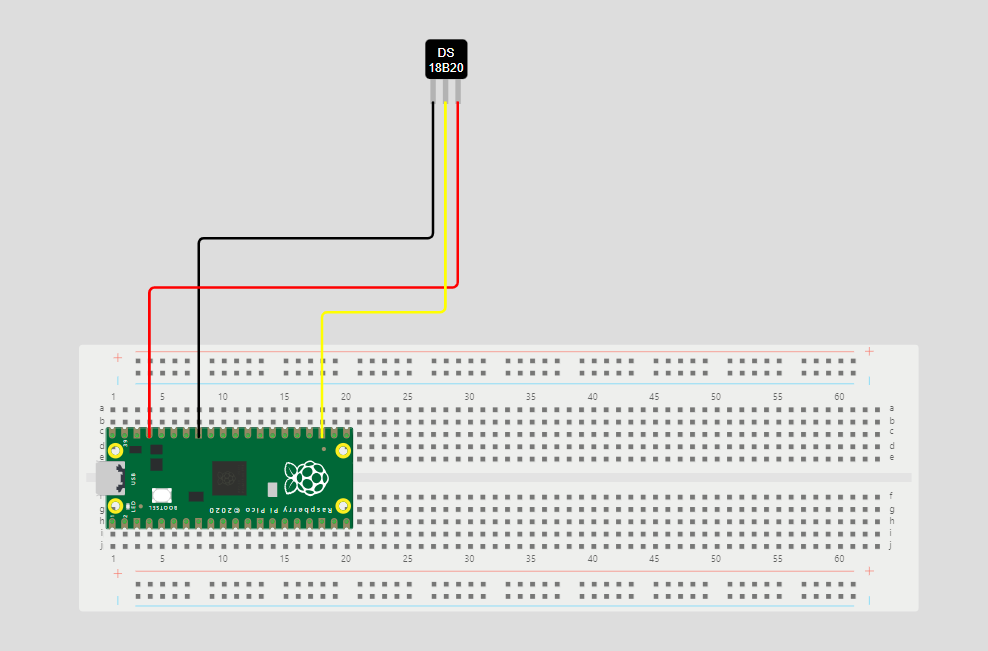 DS
18B20
+ +
1 5 10 15 20 25 30 35 40 45 50 55 60
a a
b b
c c
d d
e e
USB
LED
BOOTSEL
Raspberry Pi Pico ©2020
f f
g g
h h
i i
j j
1 5 10 15 20 25 30 35 40 45 50 55 60
+ +